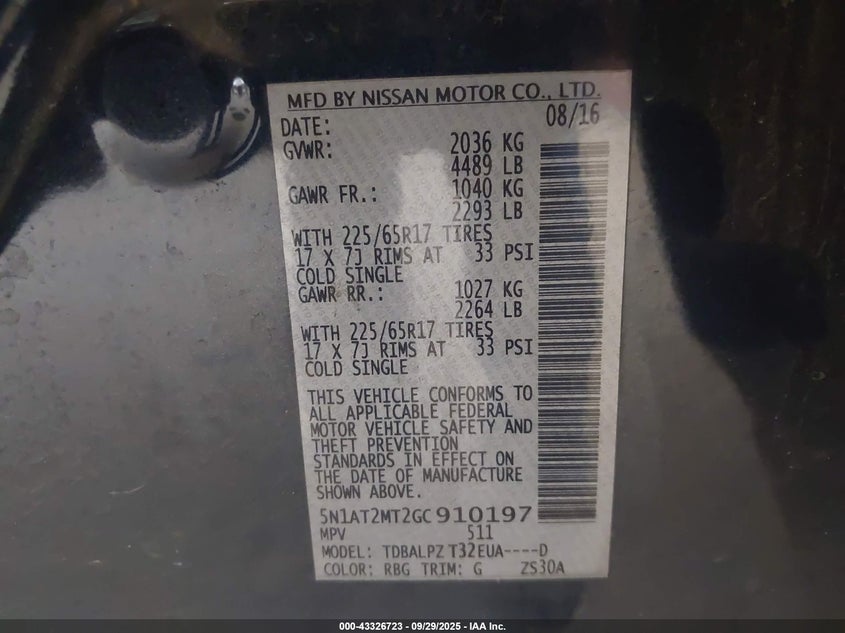 MFD BY NISSAN MOTOR CO., LTD.
DATE: 08/16
GVWR: 2036 KG
4489 LB
GAWR FR.: 1040 KG
2293 LB
WITH 225/65R17 TIRES
17 X 7J RIMS AT 33 PSI
COLD SINGLE
GAWR RR.: 1027 KG
2264 LB
WITH 225/65R17 TIRES
17 X 7J RIMS AT 33 PSI
COLD SINGLE
THIS VEHICLE CONFORMS TO
ALL APPLICABLE FEDERAL
MOTOR VEHICLE SAFETY AND
THEFT PREVENTION
STANDARDS IN EFFECT ON
THE DATE OF MANUFACTURE
SHOWN ABOVE.
5N1AT2MT2GC910197
MPV 511
MODEL: TDBALPZ T32EUA----D
COLOR: RBG TRIM: G ZS30A
000-43326723 - 09/29/2025 - IAA Inc.